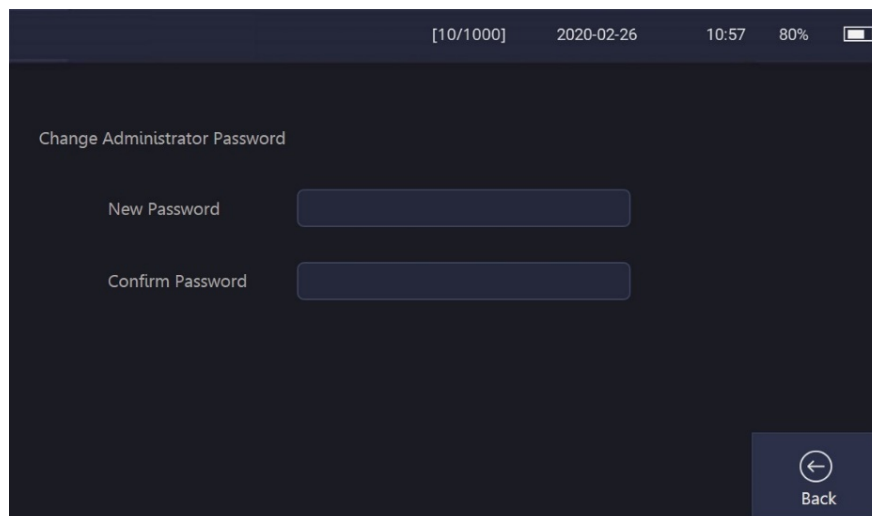 [10/1000] 2020-02-26 10:57 80%
Change Administrator Password
New Password
Confirm Password
Back